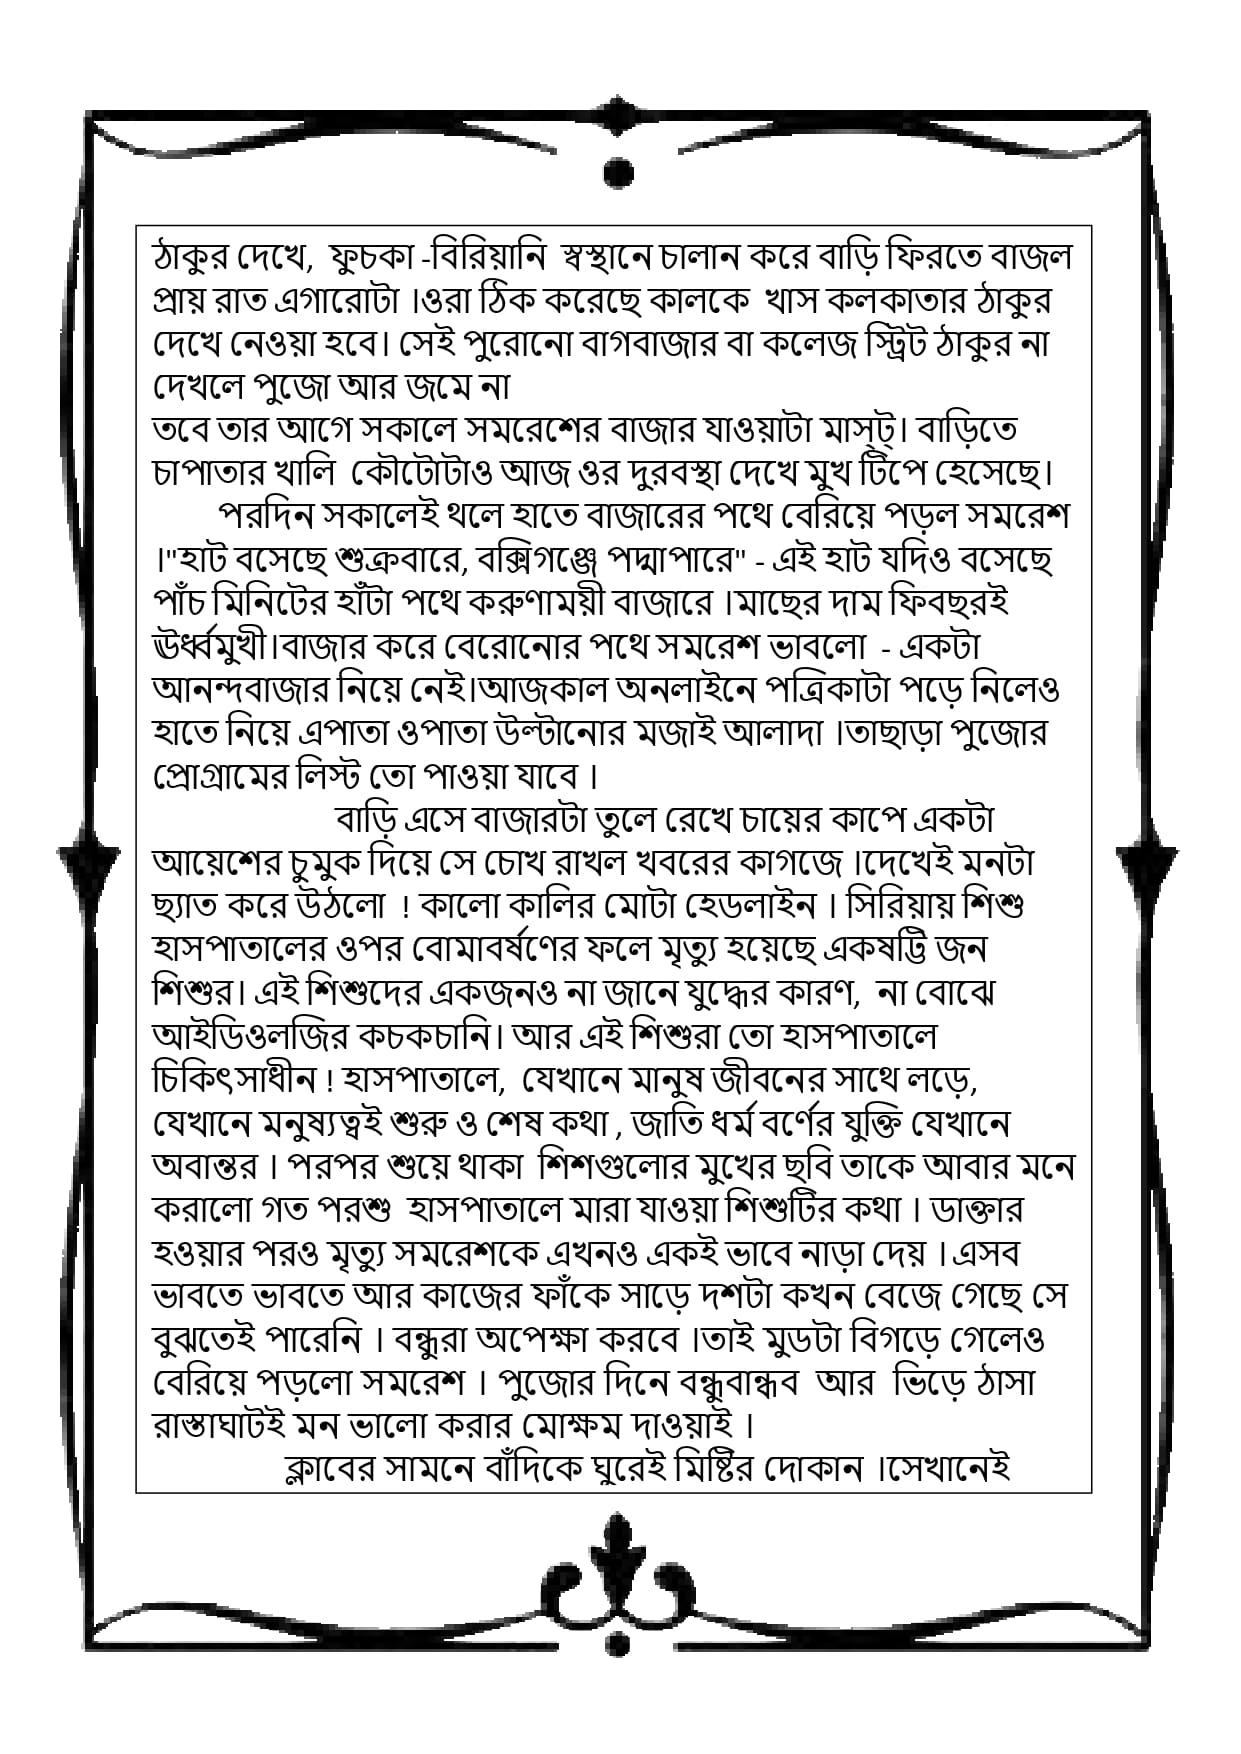 ঠাকুর দেখে, ফুচকা -বিরিয়ানি স্বস্থানে চালান করে বাড়ি ফিরতে বাজল
প্রায় রাত এগারোটা ।ওরা ঠিক করেছে কালকে খাস কলকাতার ঠাকুর
দেখে নেওয়া হবে। সেই পুরোনো বাগবাজার বা কলেজ স্ট্রিট ঠাকুর না
দেখলে পুজো আর জমে না
তবে তার আগে সকালে সমরেশের বাজার যাওয়াটা মাস্ট্। বাড়িতে
চাপাতার খালি কৌটোটাও আজ ওর দুরবস্থা দেখে মুখ টিপে হেসেছে।
পরদিন সকালেই থলে হাতে বাজারের পথে বেরিয়ে পড়ল সমরেশ
।"হাট বসেছে শুক্রবারে, বক্সিগঞ্জে পদ্মাপারে" - এই হাট যদিও বসেছে
পাঁচ মিনিটের হাঁটা পথে করুণাময়ী বাজারে ।মাছের দাম ফিবছরই
ঊর্ধ্বমুখী।বাজার করে বেরোনোর পথে সমরেশ ভাবলো - একটা
আনন্দবাজার নিয়ে নেই।আজকাল অনলাইনে পত্রিকাটা পড়ে নিলেও
হাতে নিয়ে এপাতা ওপাতা উল্টানোর মজাই আলাদা ।তাছাড়া পুজোর
প্রোগ্রামের লিস্ট তো পাওয়া যাবে ।
বাড়ি এসে বাজারটা তুলে রেখে চায়ের কাপে একটা
আয়েশের চুমুক দিয়ে সে চোখ রাখল খবরের কাগজে ।দেখেই মনটা
ছ্যাত করে উঠলো ! কালো কালির মোটা হেডলাইন । সিরিয়ায় শিশু
হাসপাতালের ওপর বোমাবর্ষণের ফলে মৃত্যু হয়েছে একষট্টি জন
শিশুর। এই শিশুদের একজনও না জানে যুদ্ধের কারণ, না বোঝে
আইডিওলজির কচকচানি। আর এই শিশুরা তো হাসপাতালে
চিকিৎসাধীন ! হাসপাতালে, যেখানে মানুষ জীবনের সাথে লড়ে,
যেখানে মনুষ্যত্বই শুরু ও শেষ কথা , জাতি ধর্ম বর্ণের যুক্তি যেখানে
অবান্তর । পরপর শুয়ে থাকা শিশগুলোর মুখের ছবি তাকে আবার মনে
করালো গত পরশু হাসপাতালে মারা যাওয়া শিশুটির কথা । ডাক্তার
হওয়ার পরও মৃত্যু সমরেশকে এখনও একই ভাবে নাড়া দেয় । এসব
ভাবতে ভাবতে আর কাজের ফাঁকে সাড়ে দশটা কখন বেজে গেছে সে
বুঝতেই পারেনি । বন্ধুরা অপেক্ষা করবে ।তাই মুডটা বিগড়ে গেলেও
বেরিয়ে পড়লো সমরেশ । পুজোর দিনে বন্ধুবান্ধব আর ভিড়ে ঠাসা
রাস্তাঘাটই মন ভালো করার মোক্ষম দাওয়াই ।
ক্লাবের সামনে বাঁদিকে ঘুরেই মিষ্টির দোকান ।সেখানেই